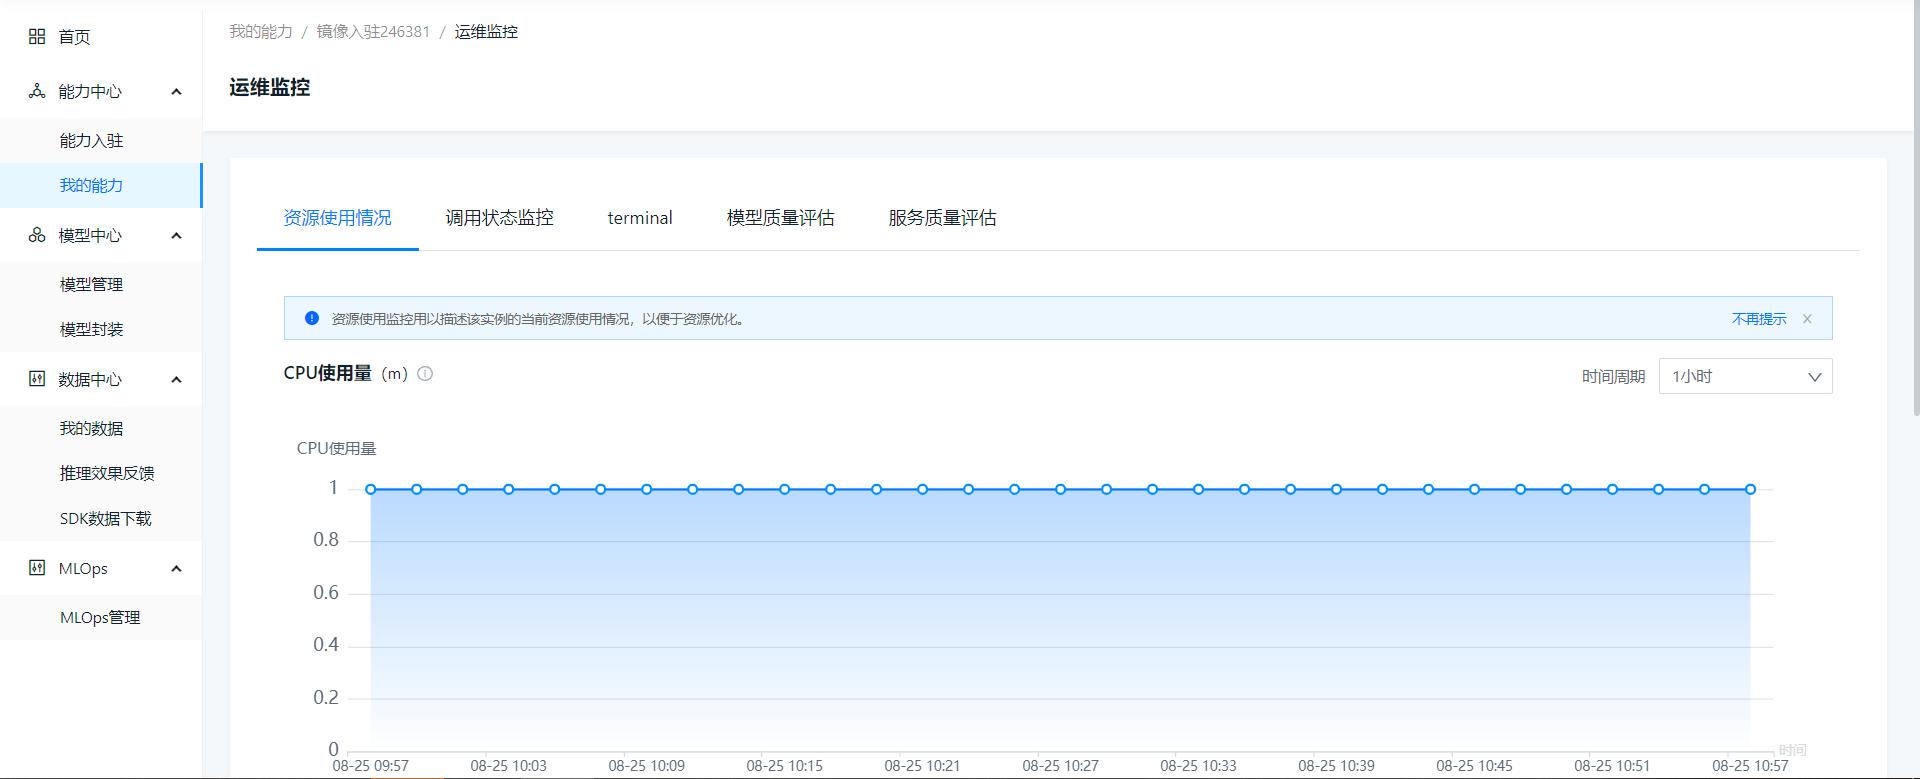 首页
能力中心
能力入驻
我的能力
模型中心
模型管理
模型封装
数据中心
我的数据
推理效果反馈
SDK数据下载
MLOps
MLOps管理
我的能力 / 镜像入驻246381 / 运维监控
运维监控
资源使用情况 调用状态监控 terminal 模型质量评估 服务质量评估
资源使用监控用以描述该实例的当前资源使用情况，以便于资源优化。 不再提示
CPU使用量（m） 时间周期 1小时
CPU使用量
1
0.8
0.6
0.4
0.2
0
时间
08-25 09:57 08-25 10:03 08-25 10:09 08-25 10:15 08-25 10:21 08-25 10:27 08-25 10:33 08-25 10:39 08-25 10:45 08-25 10:51 08-25 10:57